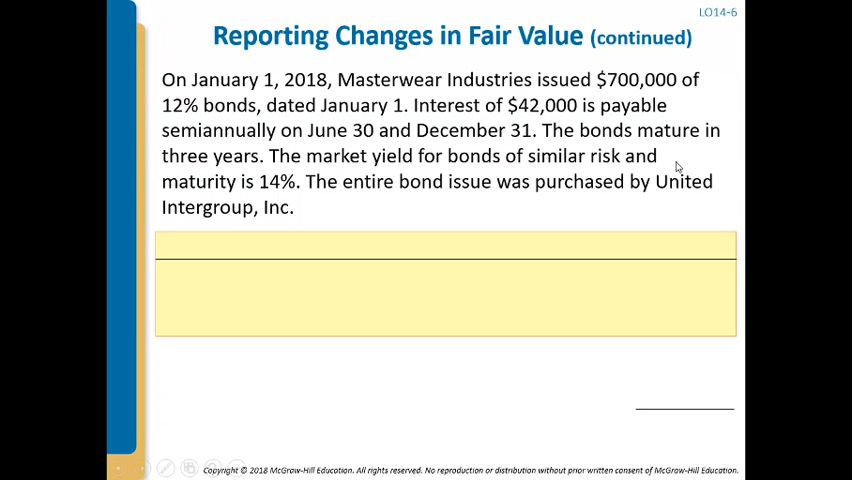 LO14-6
Reporting Changes in Fair Value (continued)
On January 1, 2018, Masterwear Industries issued $700,000 of
12% bonds, dated January 1. Interest of $42,000 is payable
semiannually on June 30 and December 31. The bonds mature in
three years. The market yield for bonds of similar risk and
maturity is 14%. The entire bond issue was purchased by United
Intergroup, Inc.
Copyright © 2018 McGraw-Hill Education. All rights reserved. No reproduction or distribution without prior written consent of McGraw-Hill Education.